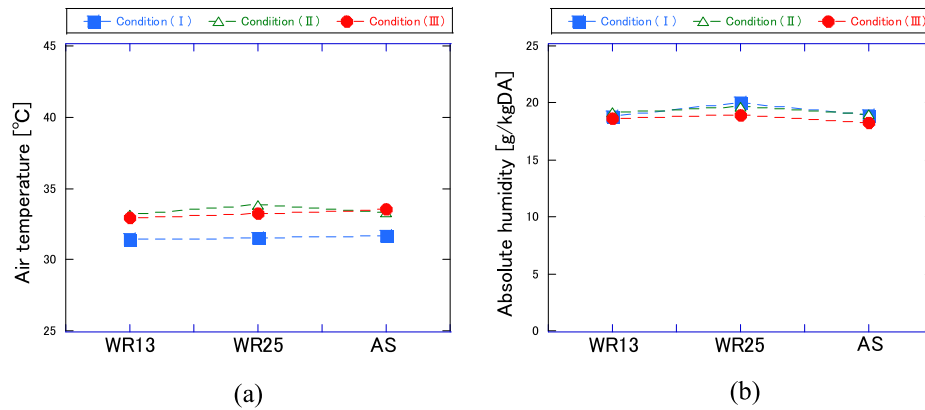 Condition(Ⅰ) Condiition(Ⅱ) Condition(Ⅲ)
45
40
35
30
25
Air temperature [℃]
WR13 WR25 AS
(a)
Condition(Ⅰ) Condition(Ⅱ) Condition(Ⅲ)
25
20
15
10
5
0
Absolute humidity [g/kgDA]
WR13 WR25 AS
(b)